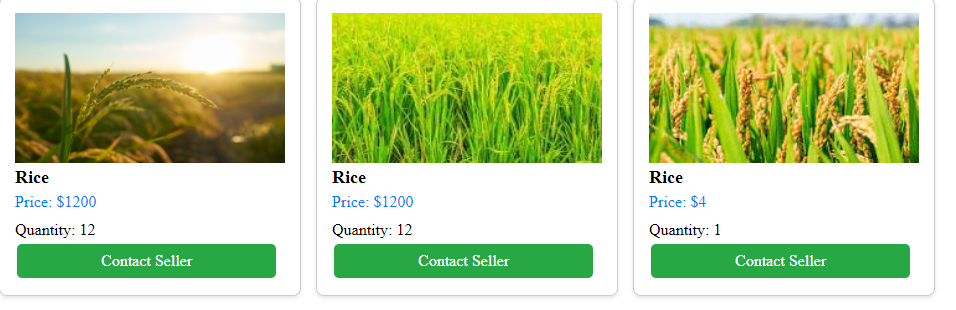 Rice
Price: $1200
Quantity: 12
Contact Seller
Rice
Price: $1200
Quantity: 12
Contact Seller
Rice
Price: $4
Quantity: 1
Contact Seller